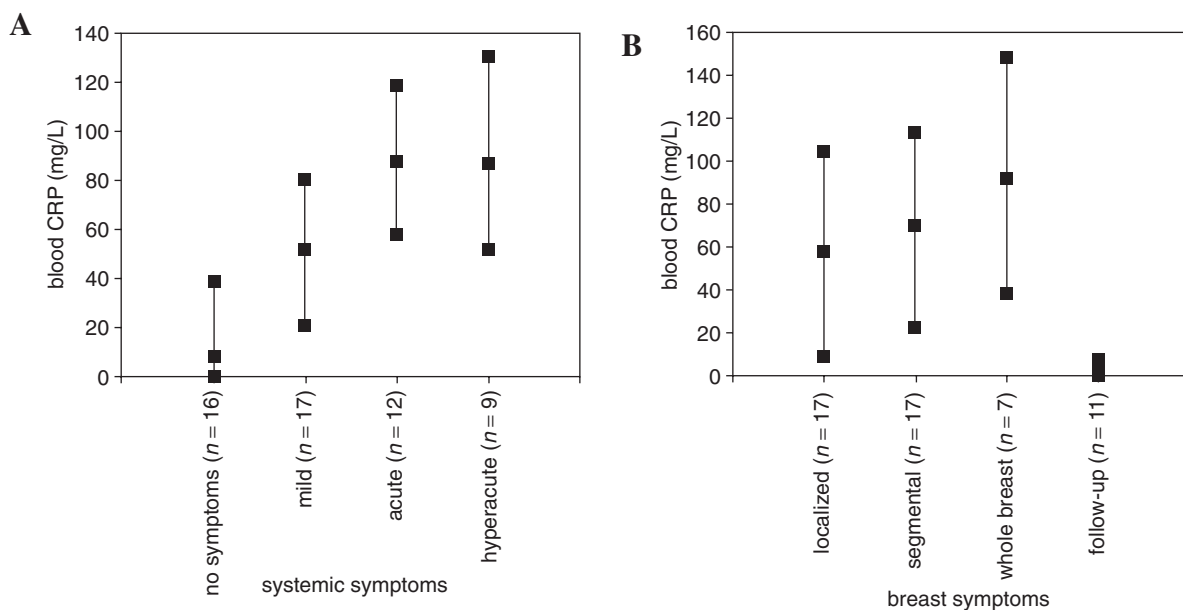 A
140
120
100
80
60
40
20
0
blood CRP (mg/L)
no symptoms (n = 16)
mild (n = 17)
acute (n = 12)
hyperacute (n = 9)
systemic symptoms
B
160
140
120
100
80
60
40
20
0
blood CRP (mg/L)
localized (n = 17)
segmental (n = 17)
whole breast (n = 7)
follow-up (n = 11)
breast symptoms